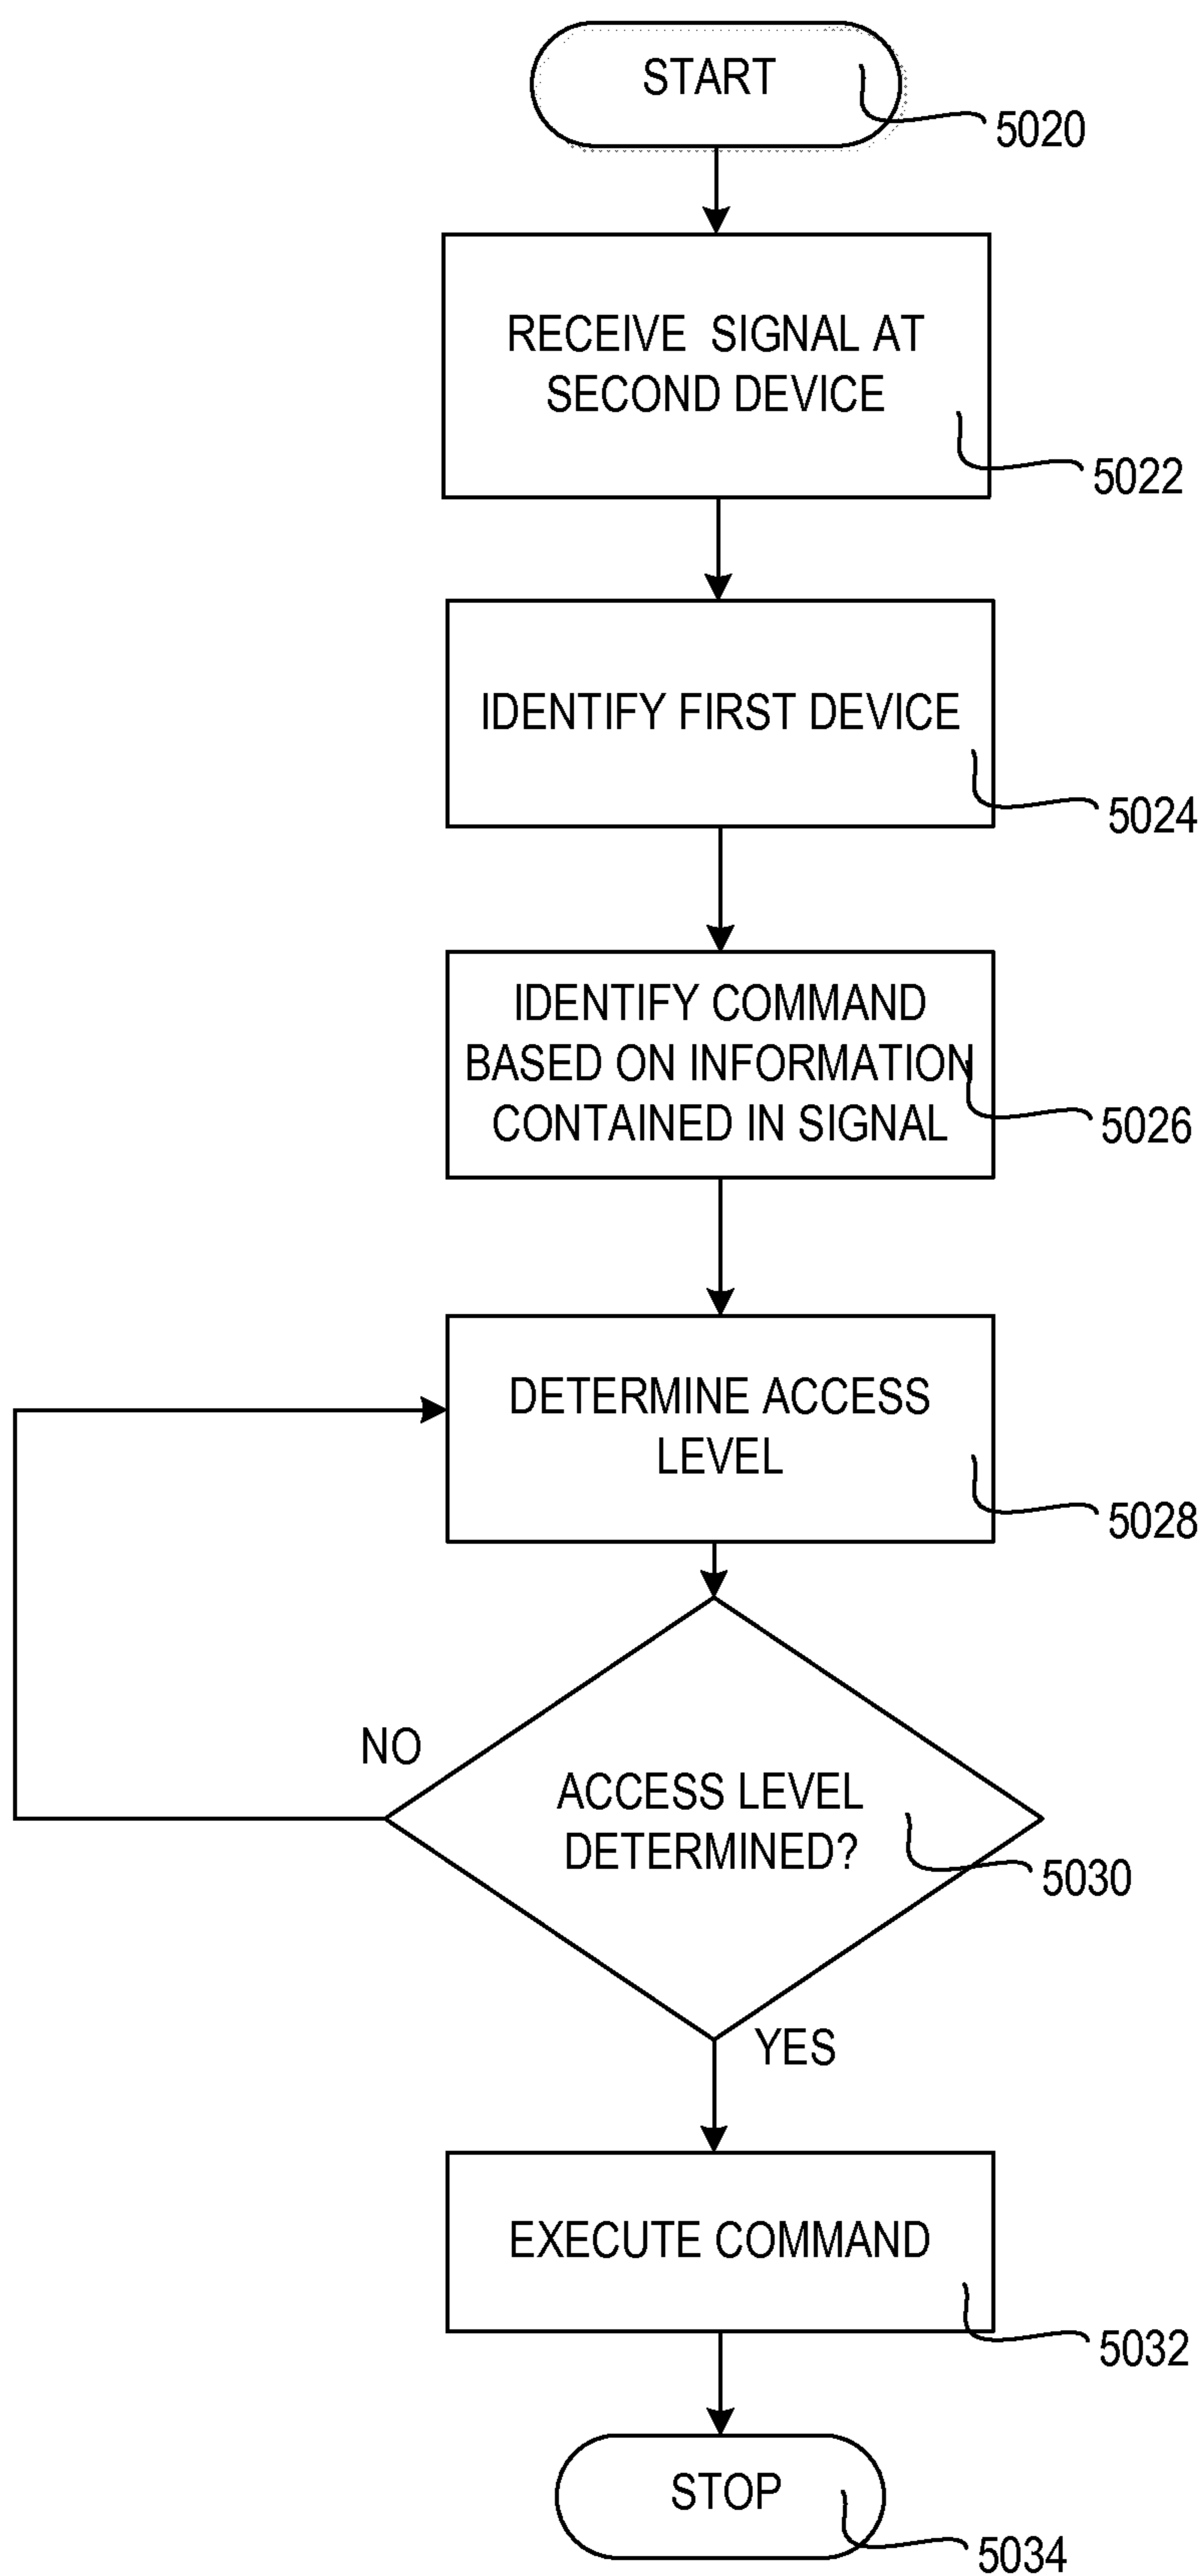 START
5020
RECEIVE SIGNAL AT
SECOND DEVICE
5022
IDENTIFY FIRST DEVICE
5024
IDENTIFY COMMAND
BASED ON INFORMATION
CONTAINED IN SIGNAL
5026
DETERMINE ACCESS
LEVEL
5028
NO
ACCESS LEVEL
DETERMINED?
5030
YES
EXECUTE COMMAND
5032
STOP
5034